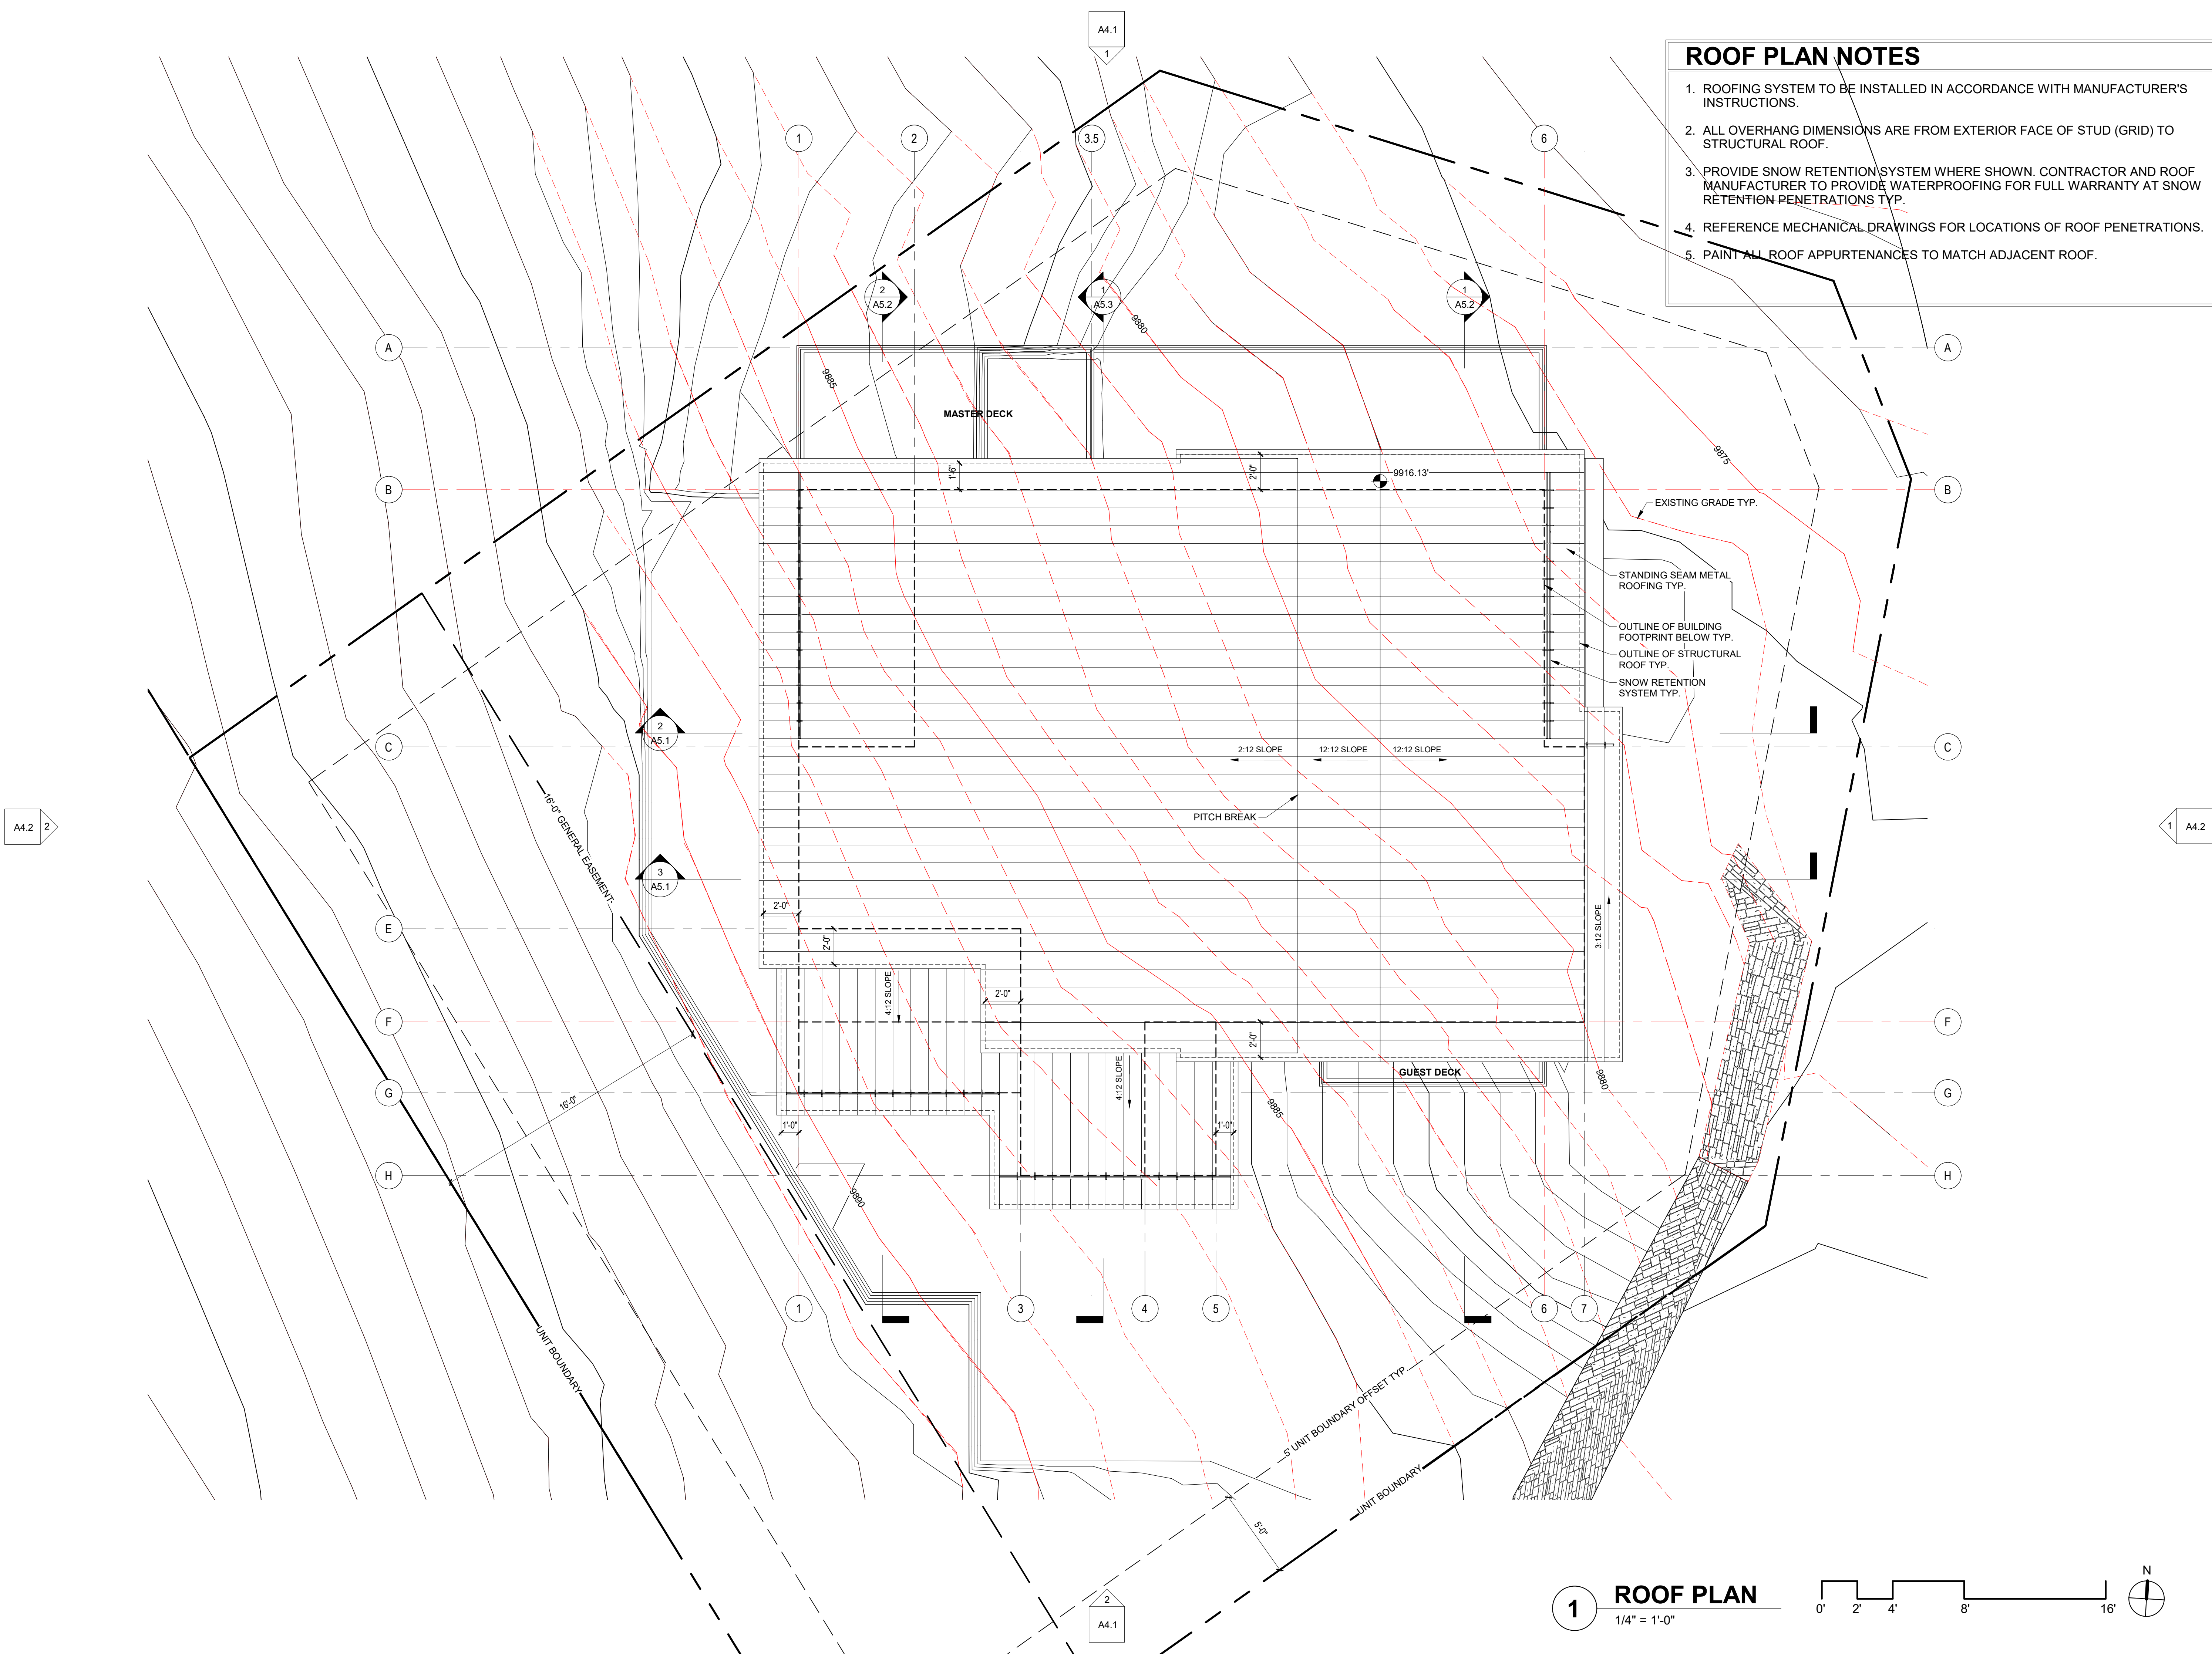 A4.1
1
ROOF PLAN NOTES
1. ROOFING SYSTEM TO BE INSTALLED IN ACCORDANCE WITH MANUFACTURER'S
INSTRUCTIONS.
2. ALL OVERHANG DIMENSIONS ARE FROM EXTERIOR FACE OF STUD (GRID) TO
STRUCTURAL ROOF.
3. PROVIDE SNOW RETENTION SYSTEM WHERE SHOWN. CONTRACTOR AND ROOF
MANUFACTURER TO PROVIDE WATERPROOFING FOR FULL WARRANTY AT SNOW
RETENTION PENETRATIONS TYP.
4. REFERENCE MECHANICAL DRAWINGS FOR LOCATIONS OF ROOF PENETRATIONS.
5. PAINT ALL ROOF APPURTENANCES TO MATCH ADJACENT ROOF.
1
2
3.5
6
2
A5.2
1
A5.3
1
A5.2
9880
A
A
9885
MASTER DECK
9875
1'-6"
2'-0"
9916.13'
B
B
EXISTING GRADE TYP.
STANDING SEAM METAL
ROOFING TYP.
OUTLINE OF BUILDING
FOOTPRINT BELOW TYP.
OUTLINE OF STRUCTURAL
ROOF TYP.
SNOW RETENTION
SYSTEM TYP.
2
A5.1
C
2:12 SLOPE
12:12 SLOPE
12:12 SLOPE
C
PITCH BREAK
A4.2
2
1
A4.2
16'-0" GENERAL EASEMENT
3
A5.1
2'-0"
E
2'-0"
3:12 SLOPE
E
4:12 SLOPE
2'-0"
F
2'-0"
F
4:12 SLOPE
GUEST DECK
9880
G
16'-0"
9885
G
1'-0"
1'-0"
H
9890
H
1
3
4
5
6
7
UNIT BOUNDARY
5' UNIT BOUNDARY OFFSET TYP.
UNIT BOUNDARY
5'-0"
2
A4.1
1
ROOF PLAN
1/4" = 1'-0"
0'
2'
4'
8'
16'
N